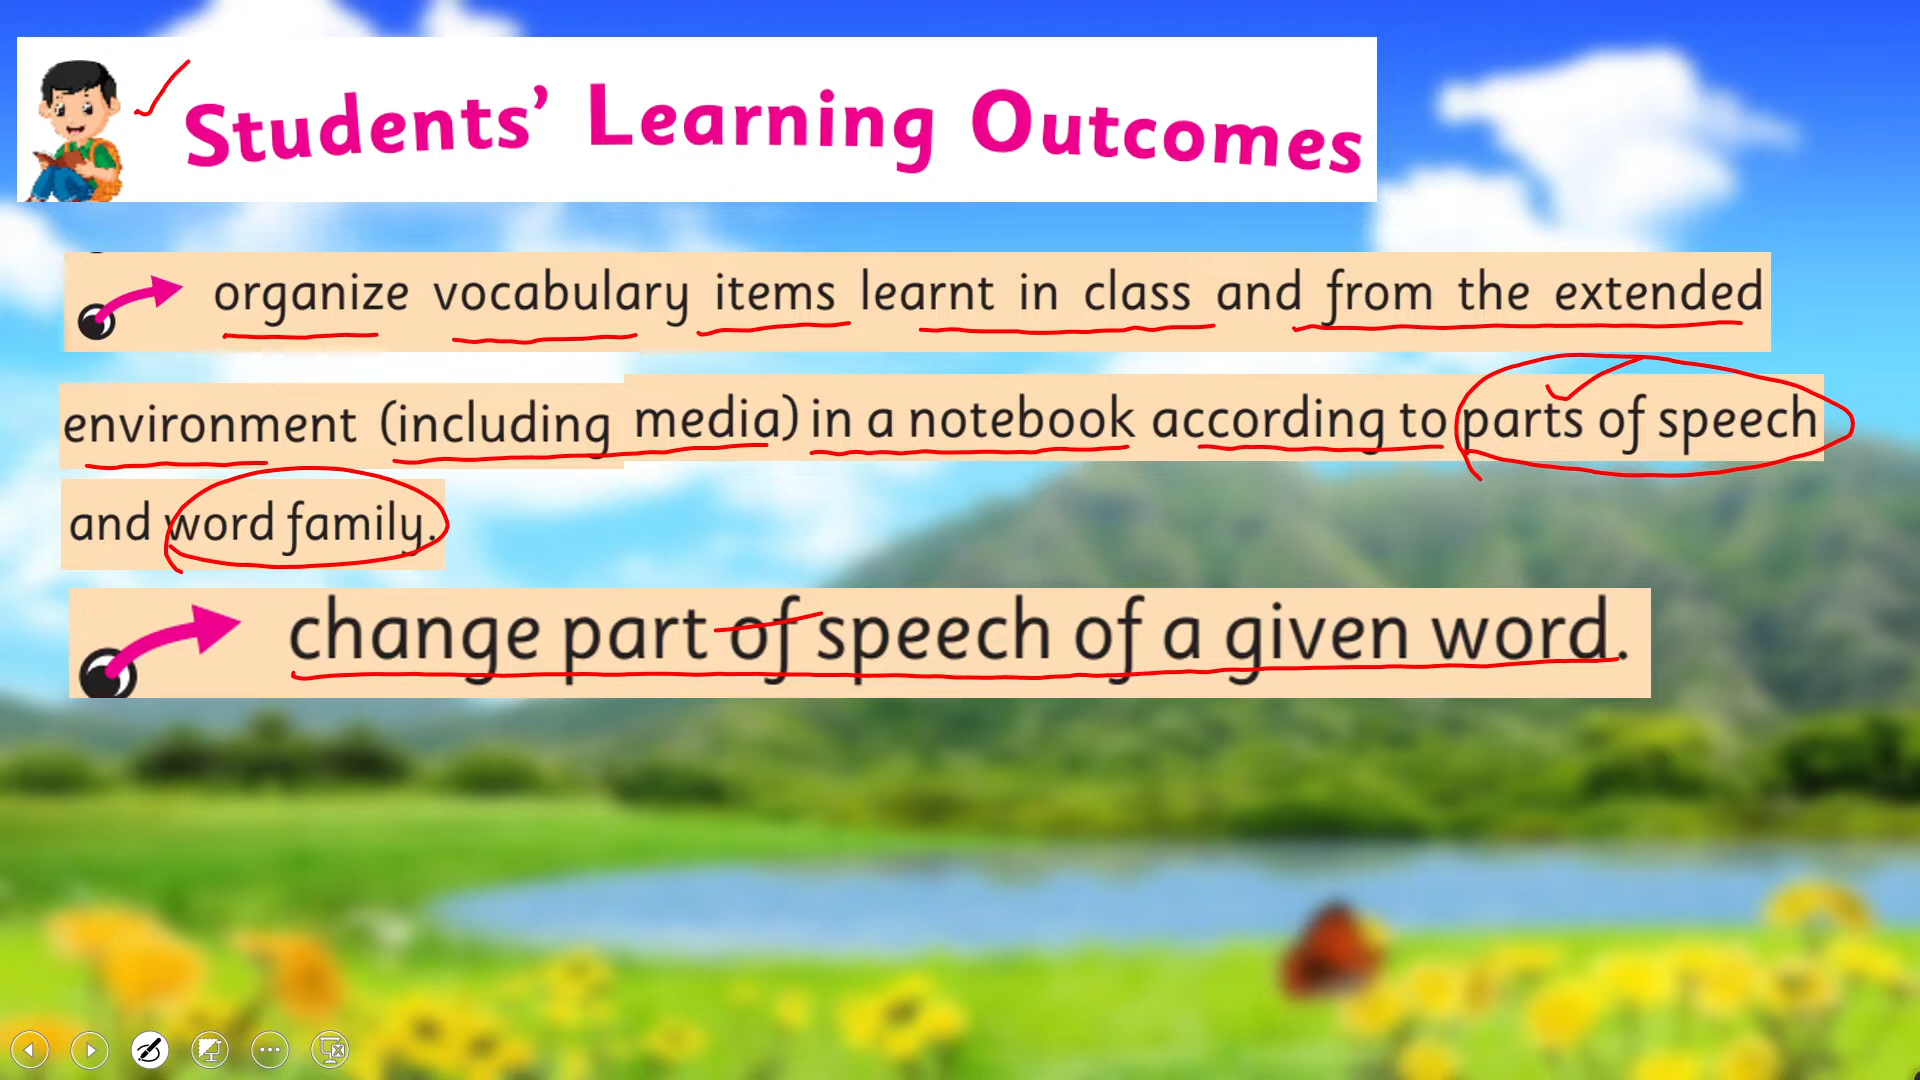 Students’ Learning Outcomes
organize vocabulary items learnt in class and from the extended
environment (including media) in a notebook according to parts of speech
and word family.
change part of speech of a given word.